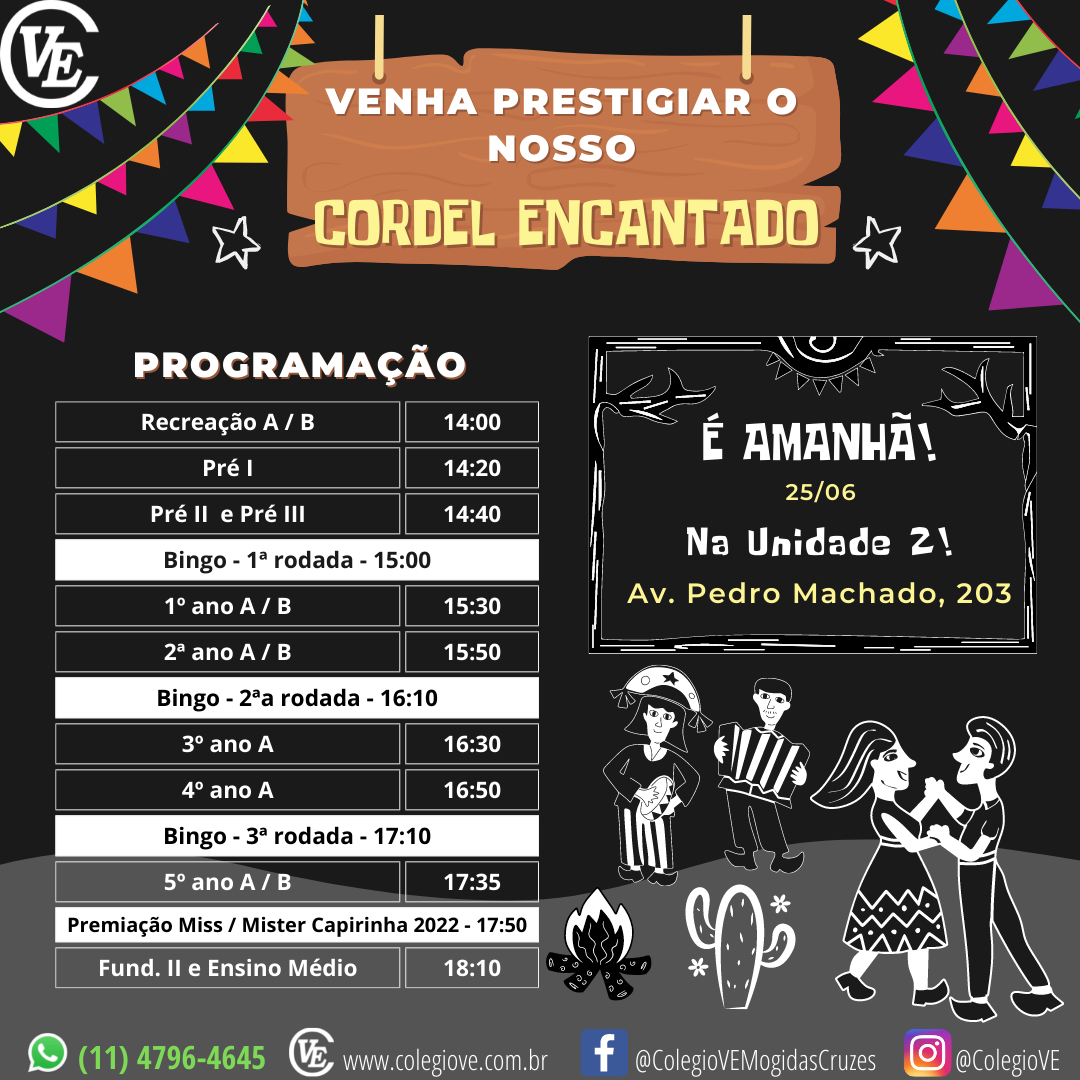 VE
VENHA PRESTIGIAR O
NOSSO
CORDEL ENCANTADO
PROGRAMAÇÃO
Recreação A / B 14:00
Pré I 14:20
Pré II e Pré III 14:40
Bingo - 1ª rodada - 15:00
1º ano A / B 15:30
2ª ano A / B 15:50
Bingo - 2ªa rodada - 16:10
3º ano A 16:30
4º ano A 16:50
Bingo - 3ª rodada - 17:10
5º ano A / B 17:35
Premiação Miss / Mister Capirinha 2022 - 17:50
Fund. II e Ensino Médio 18:10
É AMANHÃ!
25/06
Na Unidade 2!
Av. Pedro Machado, 203
(11) 4796-4645 VE www.colegiove.com.br f @ColegioVEMogidasCruzes @ColegioVE